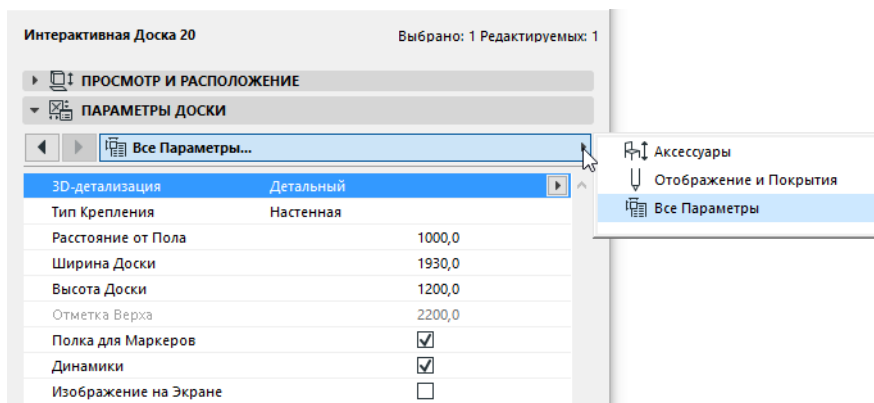 Интерактивная Доска 20 Выбрано: 1 Редактируемых: 1
ПРОСМОТР И РАСПОЛОЖЕНИЕ
ПАРАМЕТРЫ ДОСКИ
Все Параметры...
Аксессуары
Отображение и Покрытия
Все Параметры
3D-детализация Детальный
Тип Крепления Настенная
Расстояние от Пола 1000,0
Ширина Доски 1930,0
Высота Доски 1200,0
Отметка Верха 2200,0
Полка для Маркеров
Динамики
Изображение на Экране